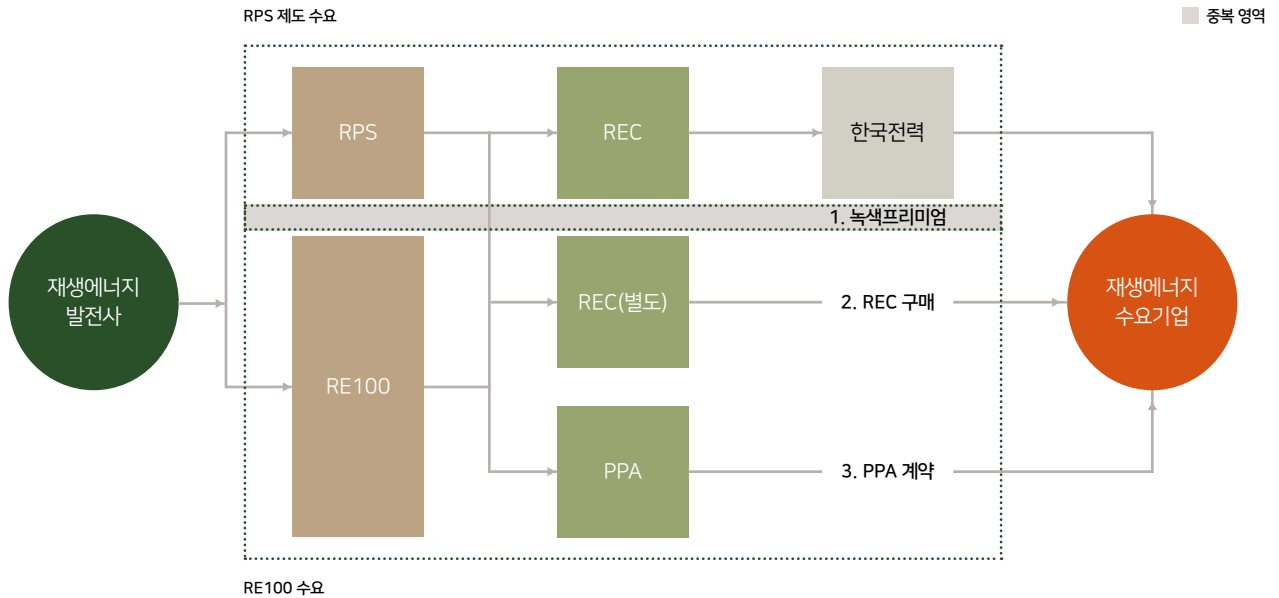 RPS 제도 수요
중복 영역
RPS
REC
한국전력
1. 녹색프리미엄
재생에너지
발전사
RE100
REC(별도)
2. REC 구매
재생에너지
수요기업
PPA
3. PPA 계약
RE100 수요